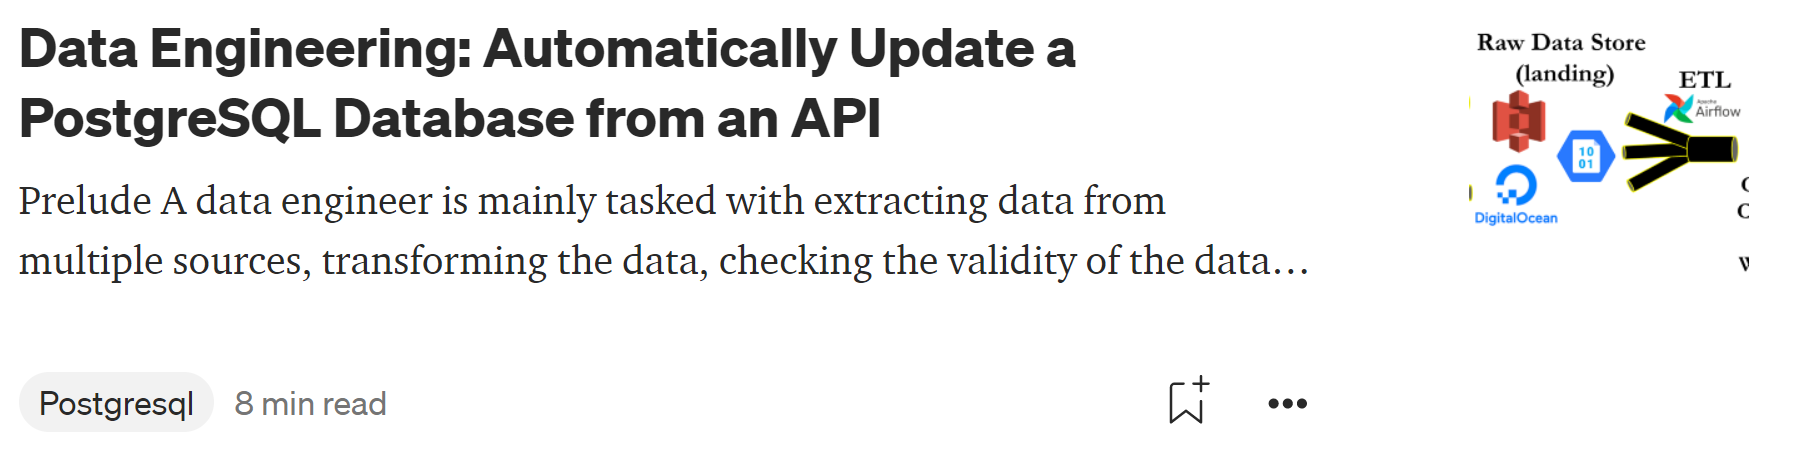 Data Engineering: Automatically Update a
PostgreSQL Database from an API
Prelude A data engineer is mainly tasked with extracting data from
multiple sources, transforming the data, checking the validity of the data…
Postgresql
8 min read
Raw Data Store
(landing)
ETL
Apache
Airflow
10
01
DigitalOcean